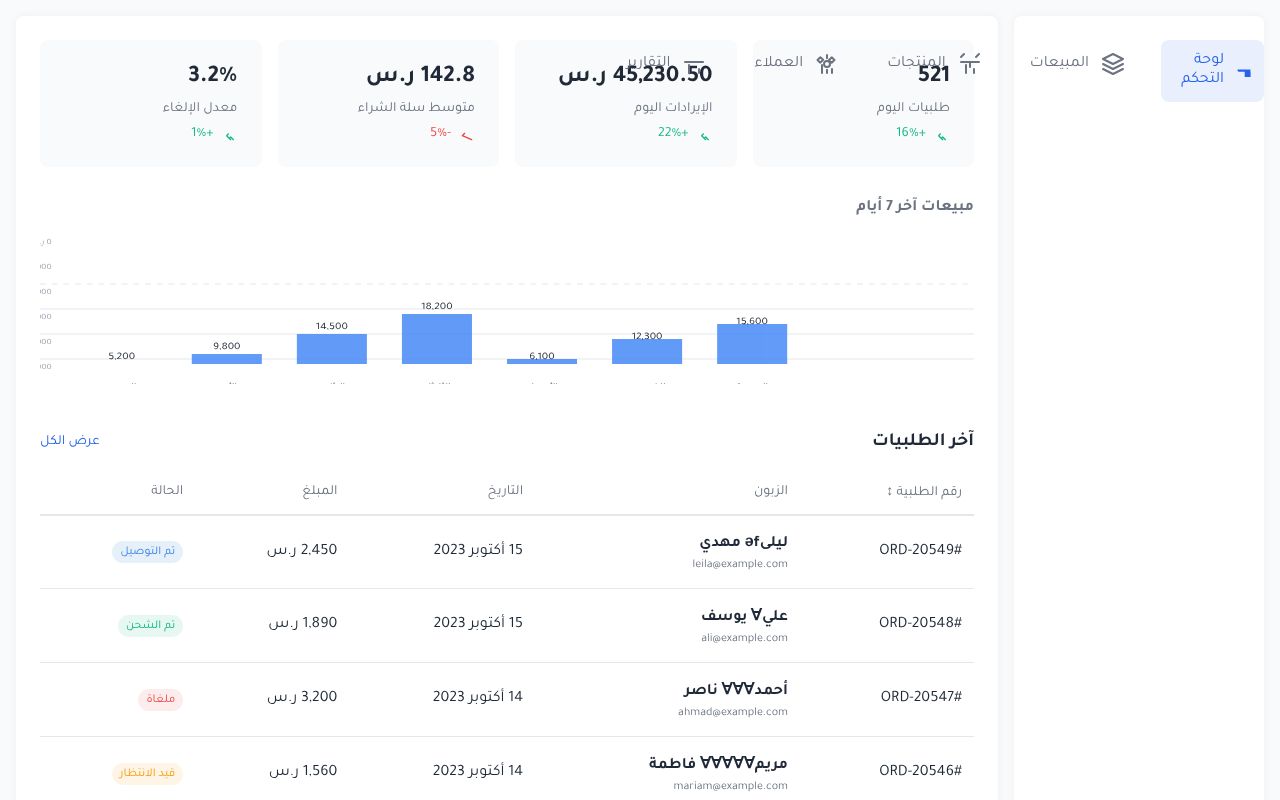 لوحة التحكم
المبيعات
المنتجات
العملاء
التقارير
521
طلبيات اليوم
+16%
45,230.50 ر.س
الإيرادات اليوم
+22%
142.8 ر.س
متوسط سلة الشراء
-5%
3.2%
معدل الإلغاء
+1%
مبيعات آخر 7 أيام
5,200
9,800
14,500
18,200
6,100
12,300
15,600
آخر الطلبيات
عرض الكل
رقم الطلبية ↕ الزبون التاريخ المبلغ الحالة
ORD-20549# ليلىəf مهدي 15 أكتوبر 2023 2,450 ر.س تم التوصيل
leila@example.com
ORD-20548# علي∀ يوسف 15 أكتوبر 2023 1,890 ر.س تم الشحن
ali@example.com
ORD-20547# أحمد∀∀∀ ناصر 14 أكتوبر 2023 3,200 ر.س ملغاة
ahmad@example.com
ORD-20546# مريم∀∀∀∀∀ فاطمة 14 أكتوبر 2023 1,560 ر.س قيد الانتظار
mariam@example.com